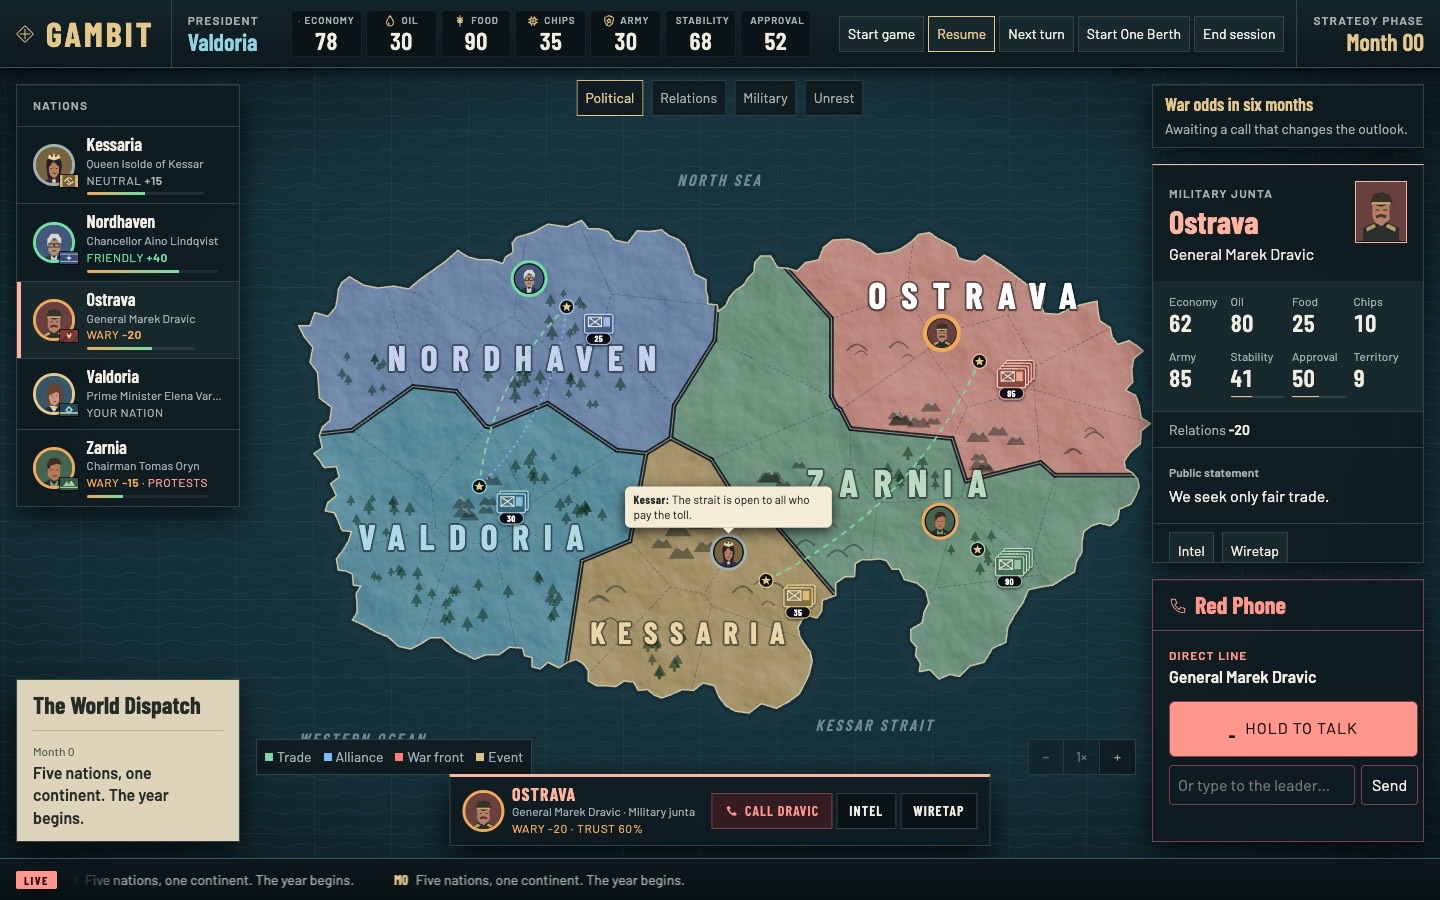 GAMBIT
PRESIDENT
Valdoria
ECONOMY
78
OIL
30
FOOD
90
CHIPS
35
ARMY
30
STABILITY
68
APPROVAL
52
Start game
Resume
Next turn
Start One Berth
End session
STRATEGY PHASE
Month 00
NATIONS
Kessaria
Queen Isolde of Kessar
NEUTRAL +15
Nordhaven
Chancellor Aino Lindqvist
FRIENDLY +40
Ostrava
General Marek Dravic
WARY -20
Valdoria
Prime Minister Elena Var...
YOUR NATION
Zarnia
Chairman Tomas Oryn
WARY -15 · PROTESTS
The World Dispatch
Month 0
Five nations, one
continent. The year
begins.
Political
Relations
Military
Unrest
NORTH SEA
OSTRAVA
NORDHAVEN
25
85
ZARNIA
Kessar: The strait is open to all who
pay the toll.
30
VALDORIA
90
35
KESSARIA
KESSAR STRAIT
WESTERN OCEAN
Trade
Alliance
War front
Event
−
1×
+
OSTRAVA
General Marek Dravic · Military junta
WARY -20 · TRUST 60%
CALL DRAVIC
INTEL
WIRETAP
War odds in six months
Awaiting a call that changes the outlook.
MILITARY JUNTA
Ostrava
General Marek Dravic
Economy
62
Oil
80
Food
25
Chips
10
Army
85
Stability
41
Approval
50
Territory
9
Relations -20
Public statement
We seek only fair trade.
Intel
Wiretap
Red Phone
DIRECT LINE
General Marek Dravic
HOLD TO TALK
Or type to the leader...
Send
LIVE
Five nations, one continent. The year begins.
M0 Five nations, one continent. The year begins.